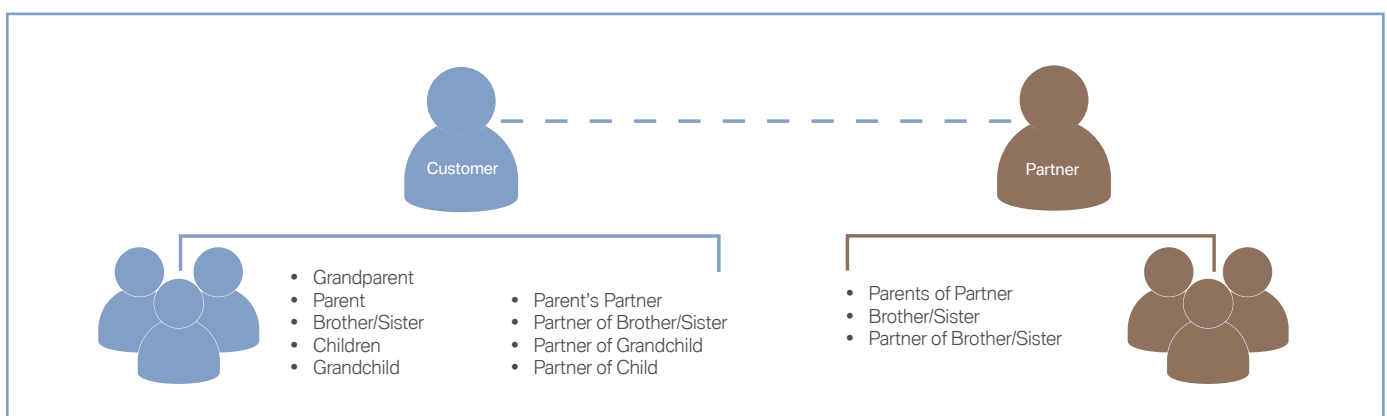 Customer
Partner
• Grandparent
• Parent
• Brother/Sister
• Children
• Grandchild
• Parent's Partner
• Partner of Brother/Sister
• Partner of Grandchild
• Partner of Child
• Parents of Partner
• Brother/Sister
• Partner of Brother/Sister